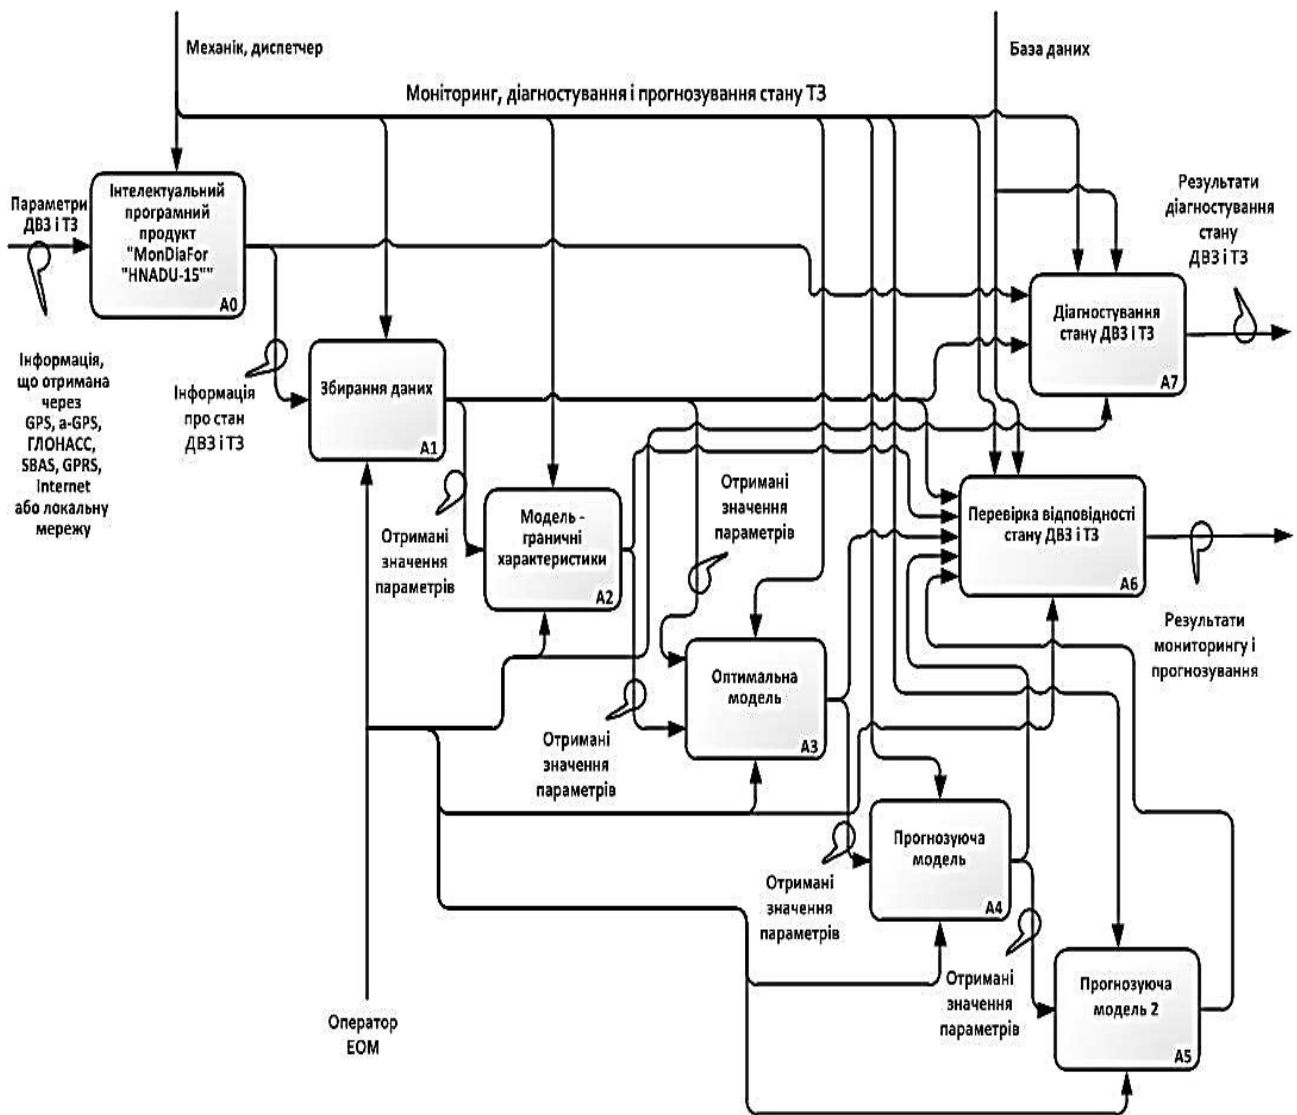 Механік, диспетчер
База даних
Моніторинг, діагностування і прогнозування стану ТЗ
Параметри
ДВЗ і ТЗ
Інтелектуальний
програмний
продукт
"MonDiaFor
"HNADU-15""
A0
Результати
діагностування
стану
ДВЗ і ТЗ
Діагностування
стану ДВЗ і ТЗ
A7
Інформація,
що отримана
через
GPS, a-GPS,
ГЛОНАСС,
SBAS, GPRS,
Internet
або локальну
мережу
Інформація
про стан
ДВЗ і ТЗ
Збирання даних
A1
Отримані
значення
параметрів
Модель -
граничні
характеристики
A2
Отримані
значення
параметрів
Перевірка відповідності
стану ДВЗ і ТЗ
A6
Результати
мониторингу і
прогнозування
Оптимальна
модель
A3
Отримані
значення
параметрів
Прогнозуюча
модель
A4
Отримані
значення
параметрів
Отримані
значення
параметрів
Прогнозуюча
модель 2
A5
Оператор
ЕОМ